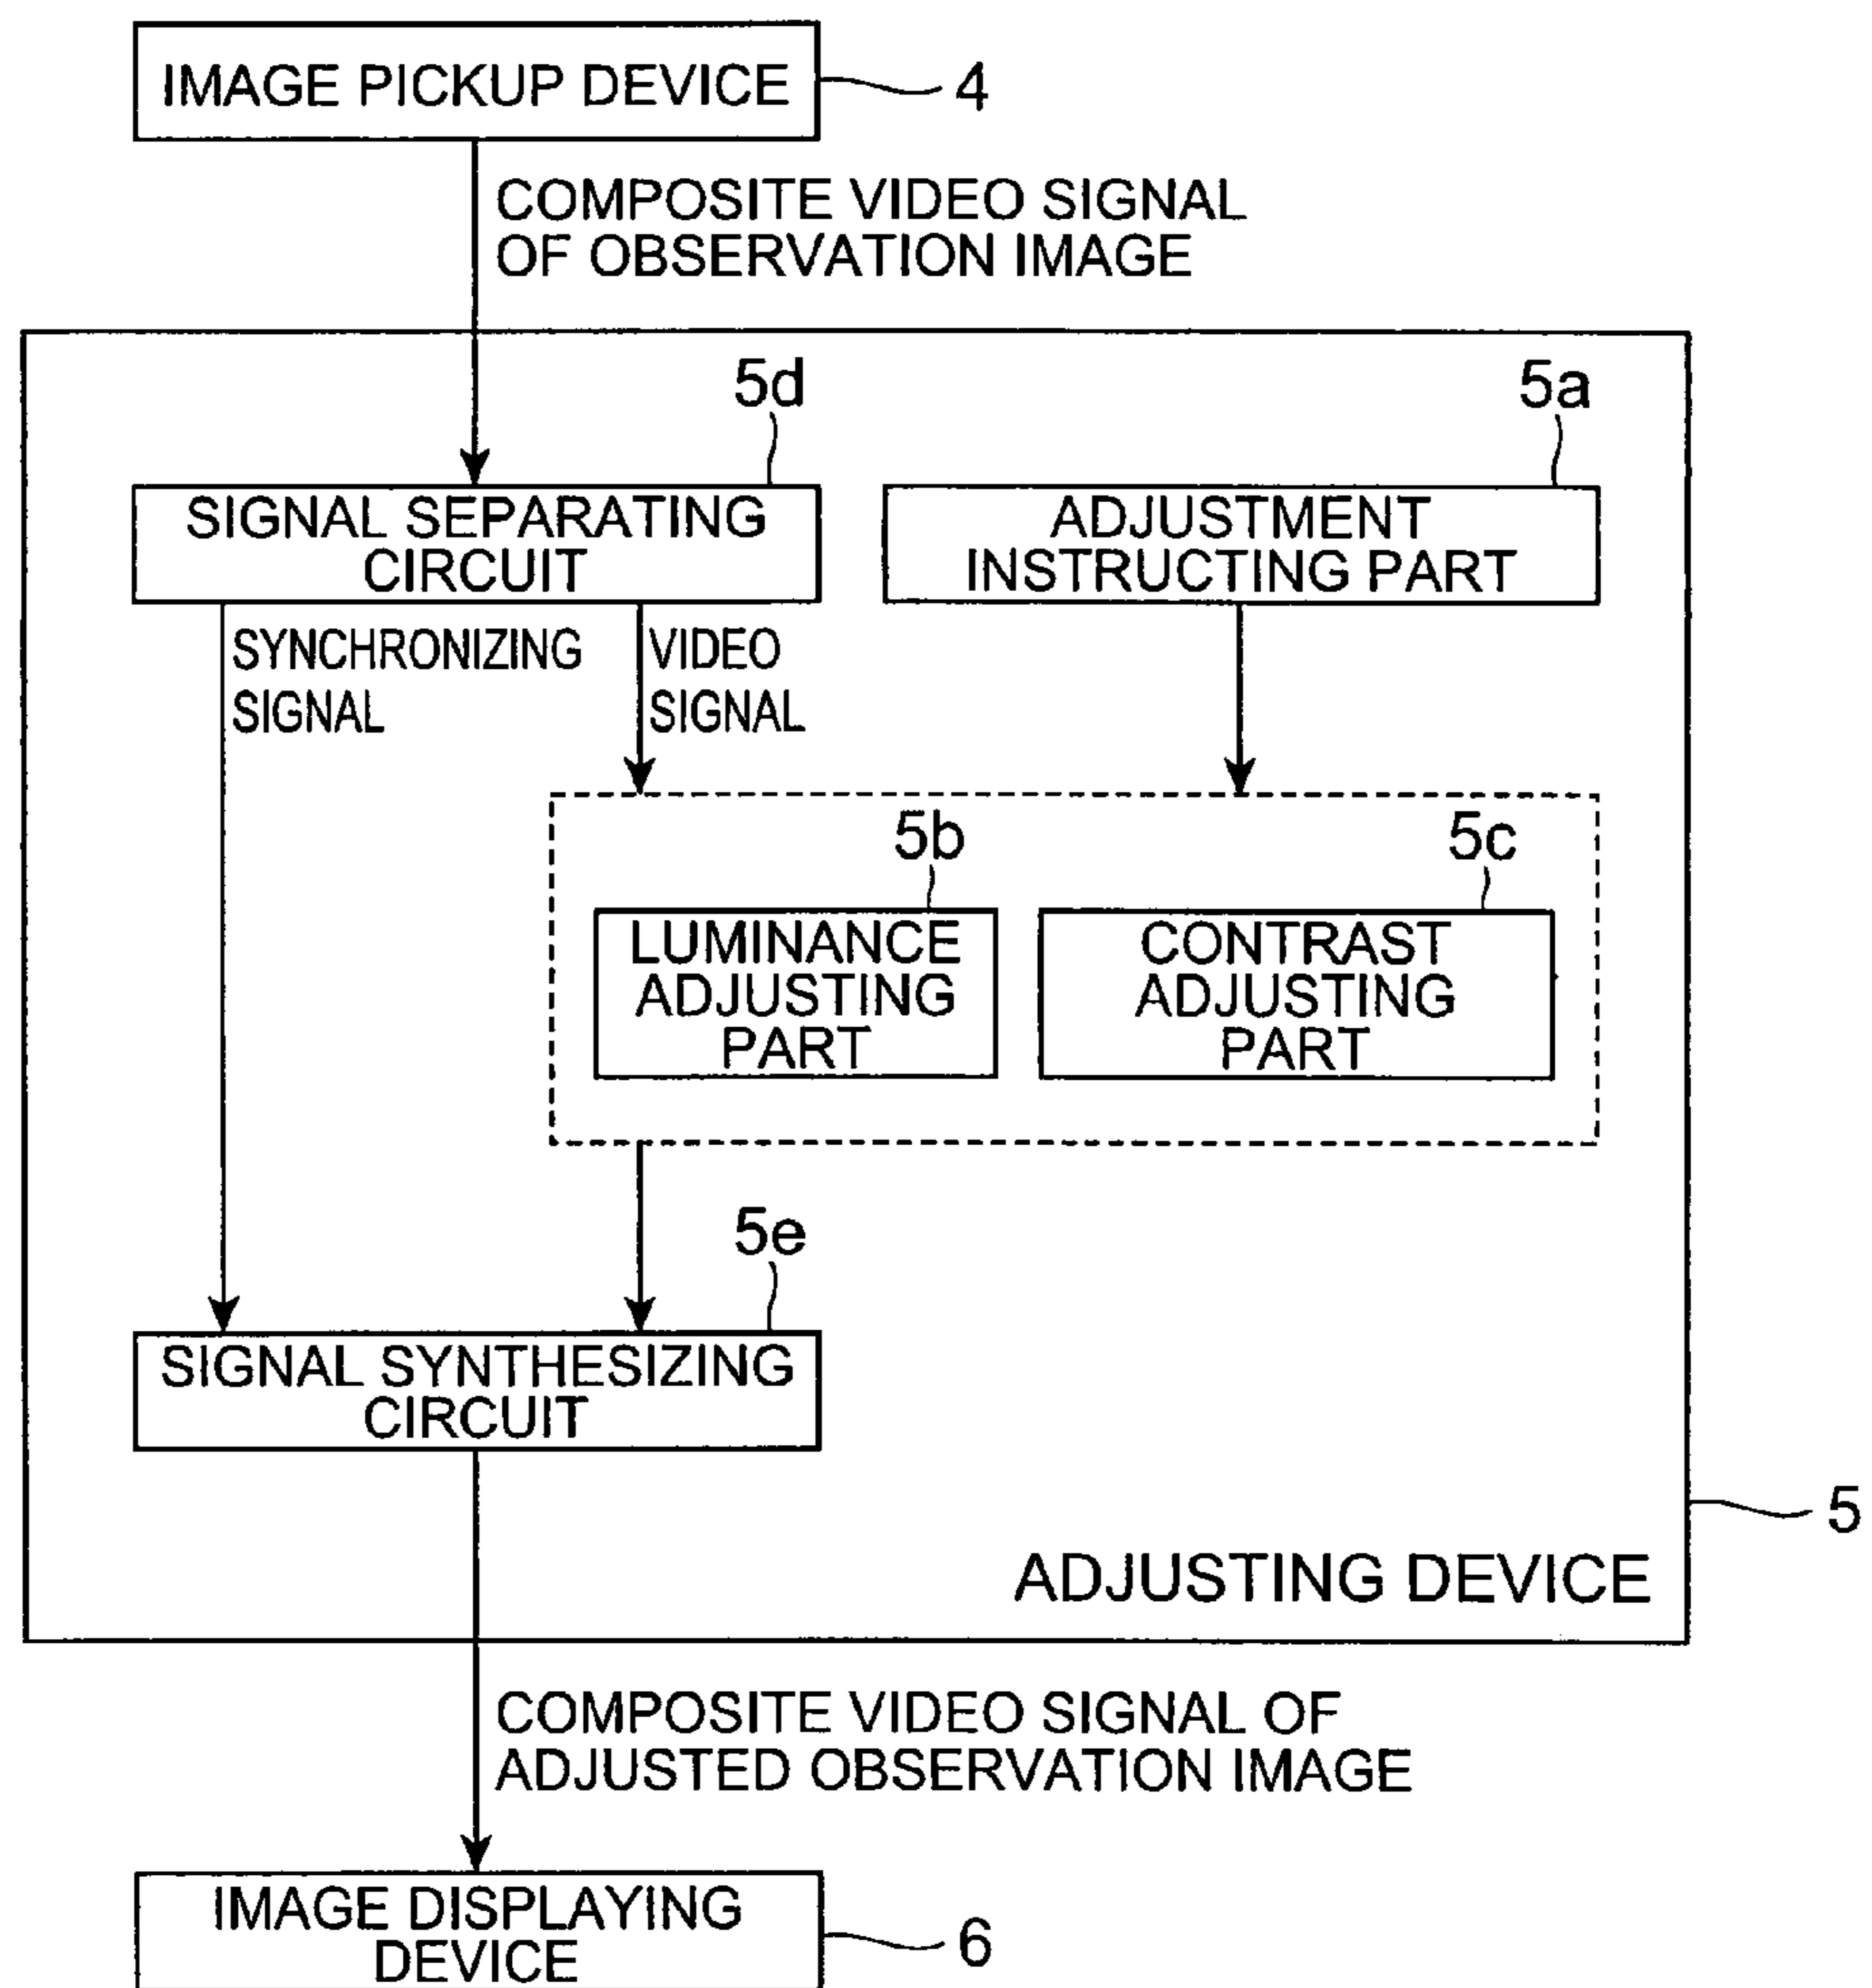 IMAGE PICKUP DEVICE
4
COMPOSITE VIDEO SIGNAL
OF OBSERVATION IMAGE
5d
5a
SIGNAL SEPARATING
CIRCUIT
ADJUSTMENT
INSTRUCTING PART
SYNCHRONIZING
SIGNAL
VIDEO
SIGNAL
5b
5c
LUMINANCE
ADJUSTING
PART
CONTRAST
ADJUSTING
PART
5e
SIGNAL SYNTHESIZING
CIRCUIT
5
ADJUSTING DEVICE
COMPOSITE VIDEO SIGNAL OF
ADJUSTED OBSERVATION IMAGE
IMAGE DISPLAYING
DEVICE
6